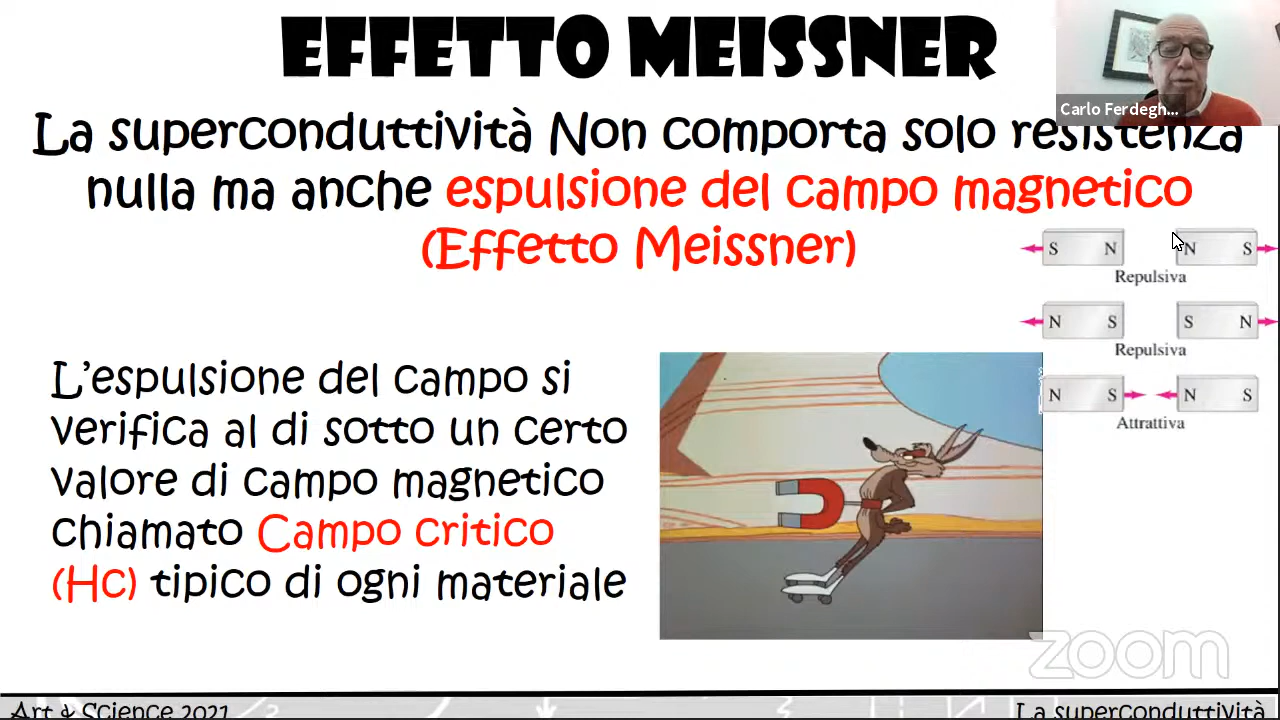 EFFETTO MEISSNER
Carlo Ferdegh...
La superconduttività Non comporta solo resistenza
nulla ma anche espulsione del campo magnetico
(Effetto Meissner)
S N N S
Repulsiva
N S S N
Repulsiva
N S N S
Attrattiva
L'espulsione del campo si
verifica al di sotto un certo
valore di campo magnetico
chiamato Campo critico
(Hc) tipico di ogni materiale
zoom
Art & Science 2021
La superconduttività